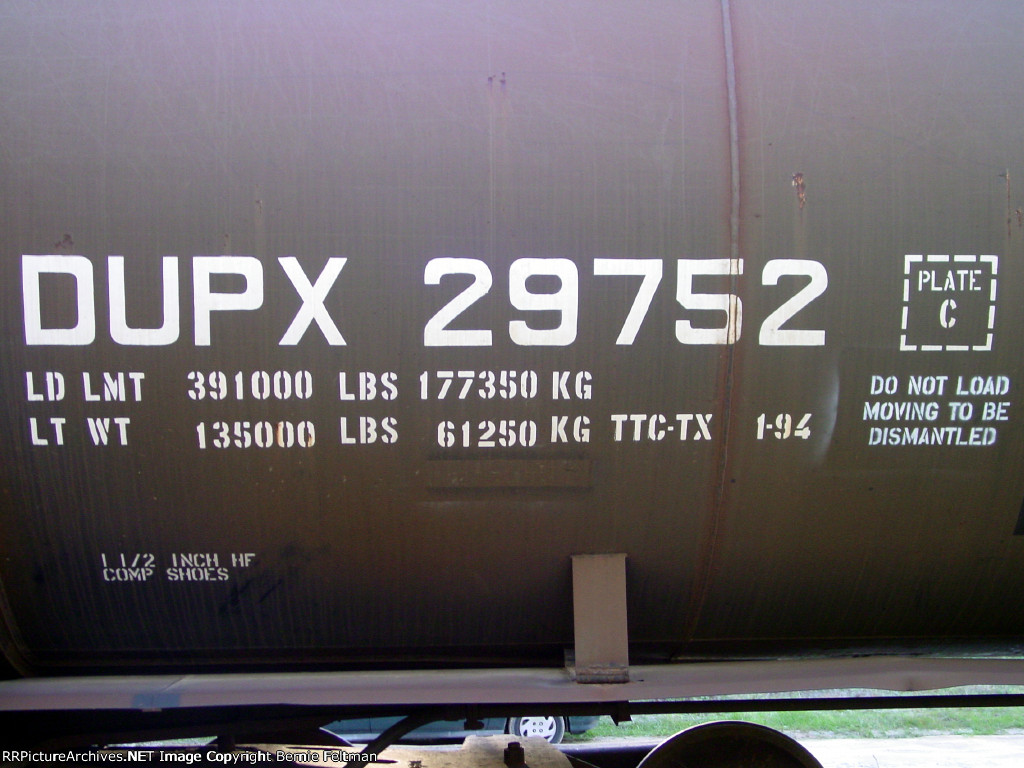 DUPX 29752
PLATE
C
LD LMT 391000 LBS 177350 KG
LT WT 135000 LBS 61250 KG TTC-TX 1-94
DO NOT LOAD
MOVING TO BE
DISMANTLED
1 1/2 INCH HF
COMP SHOES
RRPictureArchives.NET Image Copyright Bernie Feltman